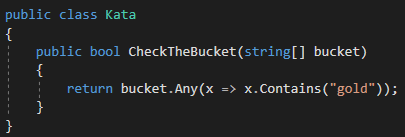 public class Kata
{
    public bool CheckTheBucket(string[] bucket)
    {
        return bucket.Any(x => x.Contains("gold"));
    }
}